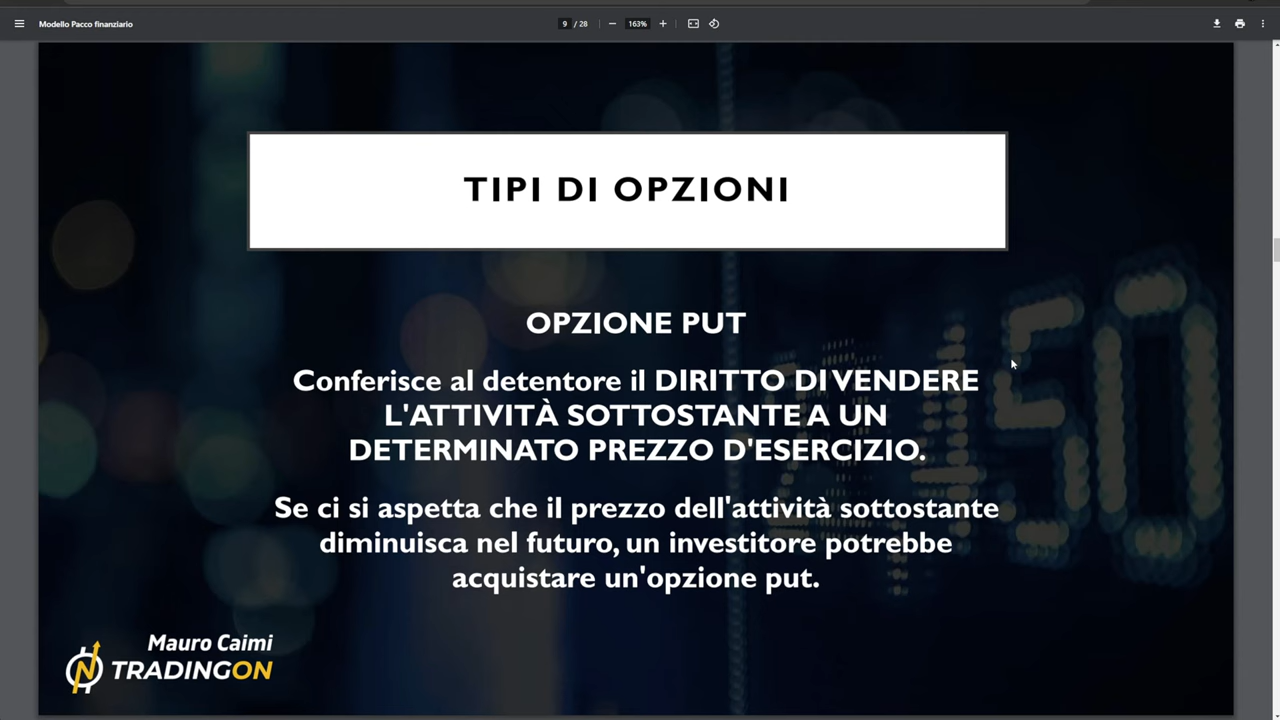 Modello Pacco finanziario
9 / 28
163%
TIPI DI OPZIONI
OPZIONE PUT
Conferisce al detentore il DIRITTO DI VENDERE
L'ATTIVITÀ SOTTOSTANTE A UN
DETERMINATO PREZZO D'ESERCIZIO.
Se ci si aspetta che il prezzo dell'attività sottostante
diminuisca nel futuro, un investitore potrebbe
acquistare un'opzione put.
450
Mauro Caimi
TRADINGON